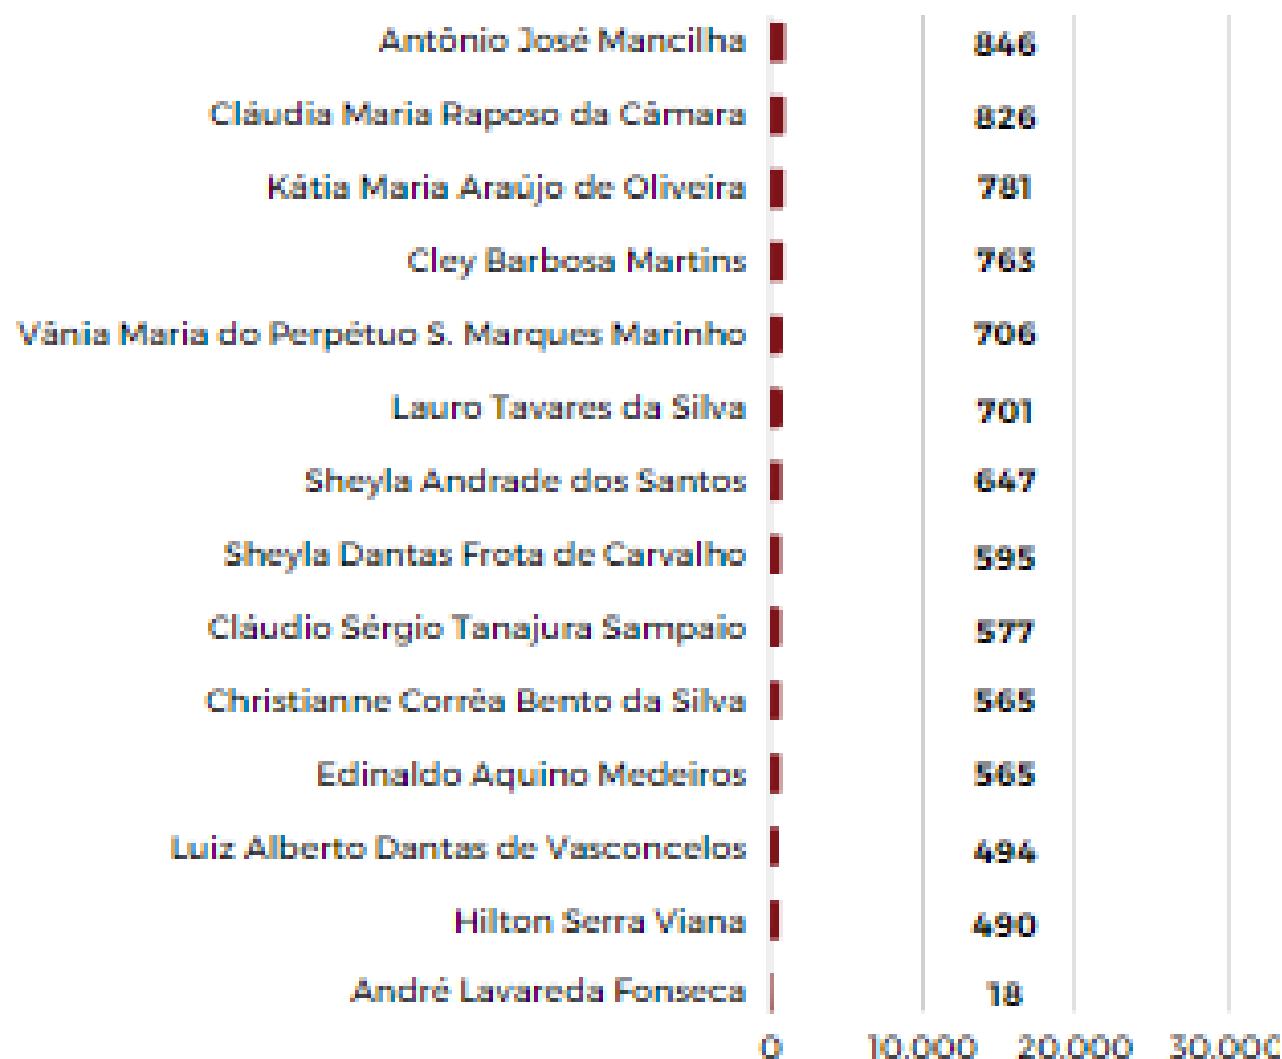 Antônio José Mancilha 846
Cláudia Maria Raposo da Câmara 826
Kátia Maria Araújo de Oliveira 781
Cley Barbosa Martins 763
Vânia Maria do Perpétuo S. Marques Marinho 706
Lauro Tavares da Silva 701
Sheyla Andrade dos Santos 647
Sheyla Dantas Frota de Carvalho 595
Cláudio Sérgio Tanajura Sampaio 577
Christianne Corrêa Bento da Silva 565
Edinaldo Aquino Medeiros 565
Luiz Alberto Dantas de Vasconcelos 494
Hilton Serra Viana 490
André Lavareda Fonseca 18
0 10.000 20.000 30.000